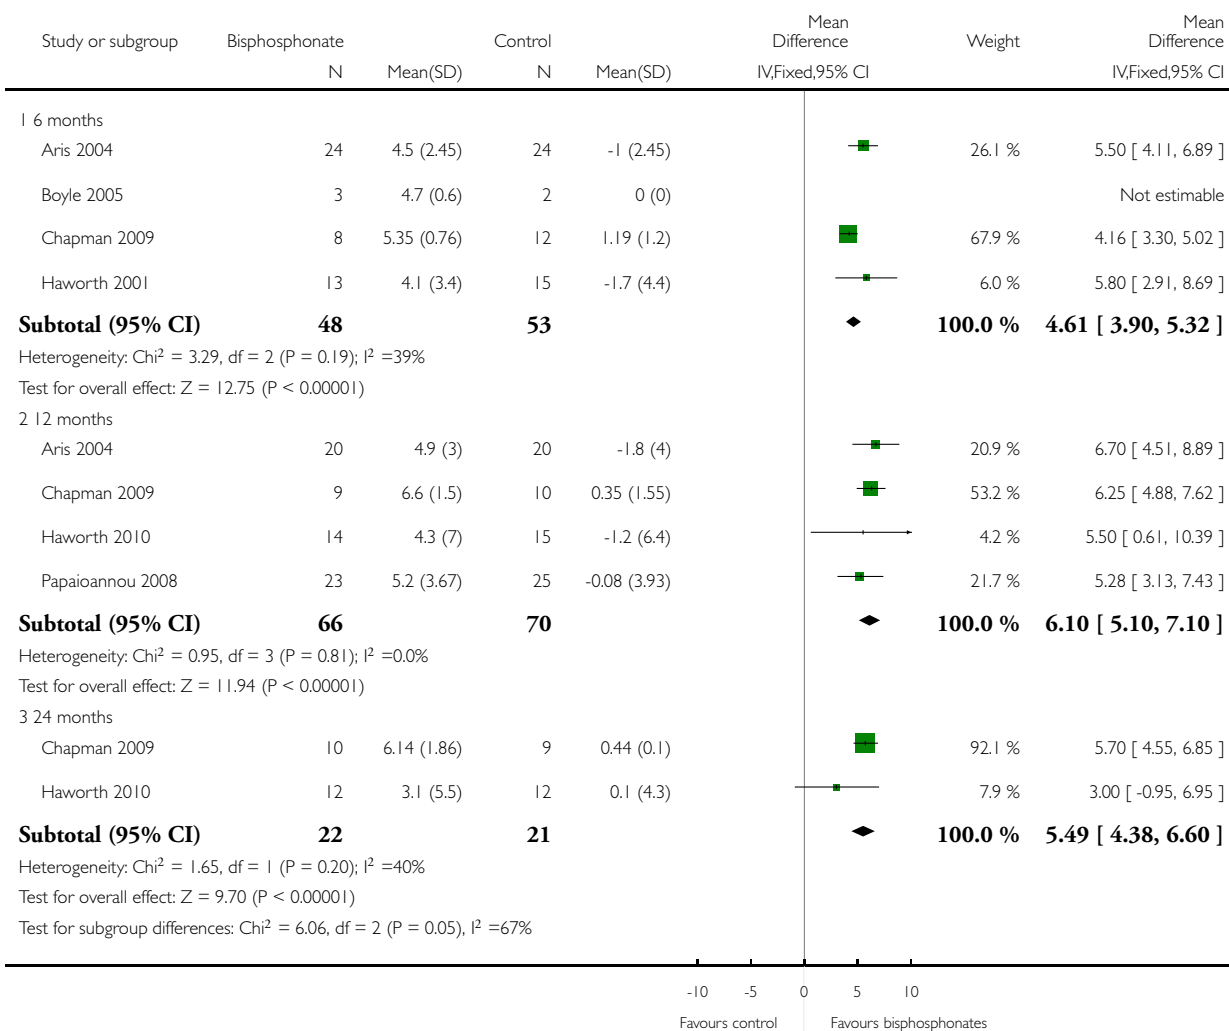 Mean Mean
Study or subgroup Bisphosphonate Control Difference Weight Difference
N Mean(SD) N Mean(SD) IV,Fixed,95% CI IV,Fixed,95% CI
1 6 months
Aris 2004 24 4.5 (2.45) 24 -1 (2.45) 26.1 % 5.50 [ 4.11, 6.89 ]
Boyle 2005 3 4.7 (0.6) 2 0 (0) Not estimable
Chapman 2009 8 5.35 (0.76) 12 1.19 (1.2) 67.9 % 4.16 [ 3.30, 5.02 ]
Haworth 2001 13 4.1 (3.4) 15 -1.7 (4.4) 6.0 % 5.80 [ 2.91, 8.69 ]
Subtotal (95% CI) 48 53 100.0 % 4.61 [ 3.90, 5.32 ]
Heterogeneity: Chi² = 3.29, df = 2 (P = 0.19); I² =39%
Test for overall effect: Z = 12.75 (P < 0.00001)
2 12 months
Aris 2004 20 4.9 (3) 20 -1.8 (4) 20.9 % 6.70 [ 4.51, 8.89 ]
Chapman 2009 9 6.6 (1.5) 10 0.35 (1.55) 53.2 % 6.25 [ 4.88, 7.62 ]
Haworth 2010 14 4.3 (7) 15 -1.2 (6.4) 4.2 % 5.50 [ 0.61, 10.39 ]
Papaioannou 2008 23 5.2 (3.67) 25 -0.08 (3.93) 21.7 % 5.28 [ 3.13, 7.43 ]
Subtotal (95% CI) 66 70 100.0 % 6.10 [ 5.10, 7.10 ]
Heterogeneity: Chi² = 0.95, df = 3 (P = 0.81); I² =0.0%
Test for overall effect: Z = 11.94 (P < 0.00001)
3 24 months
Chapman 2009 10 6.14 (1.86) 9 0.44 (0.1) 92.1 % 5.70 [ 4.55, 6.85 ]
Haworth 2010 12 3.1 (5.5) 12 0.1 (4.3) 7.9 % 3.00 [ -0.95, 6.95 ]
Subtotal (95% CI) 22 21 100.0 % 5.49 [ 4.38, 6.60 ]
Heterogeneity: Chi² = 1.65, df = 1 (P = 0.20); I² =40%
Test for overall effect: Z = 9.70 (P < 0.00001)
Test for subgroup differences: Chi² = 6.06, df = 2 (P = 0.05), I² =67%
-10 -5 0 5 10
Favours control Favours bisphosphonates